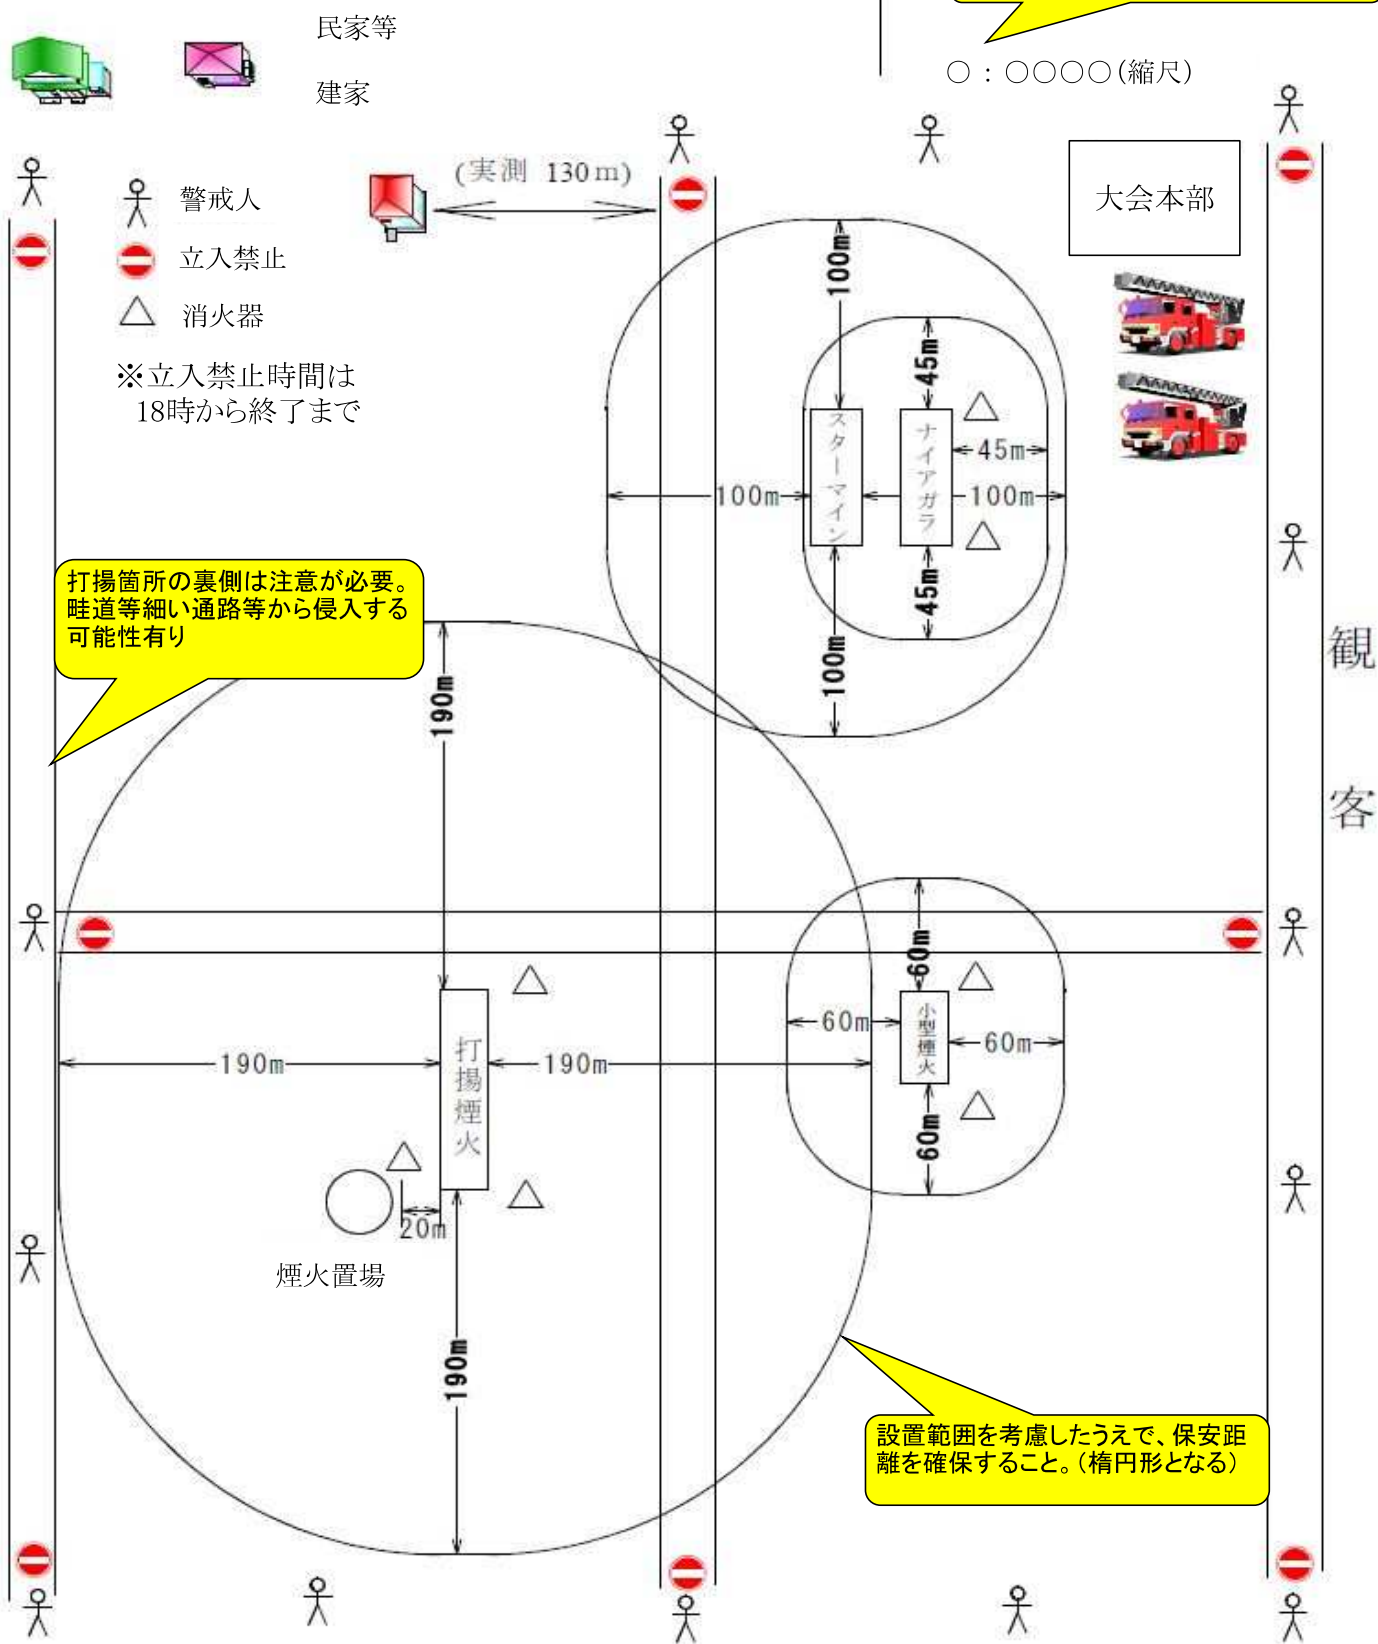 民家等
建家
○：○○○○(縮尺)
(実測 130m)
大会本部
警戒人
立入禁止
消火器
※立入禁止時間は
18時から終了まで
100m
45m
スターマイン
ナイアガラ
45m
100m
100m
45m
100m
打揚箇所の裏側は注意が必要。
畦道等細い通路等から侵入する
可能性有り
観客
190m
60m
60m
小型煙火
60m
60m
190m
打揚煙火
190m
20m
煙火置場
190m
設置範囲を考慮したうえで、保安距
離を確保すること。（楕円形となる）